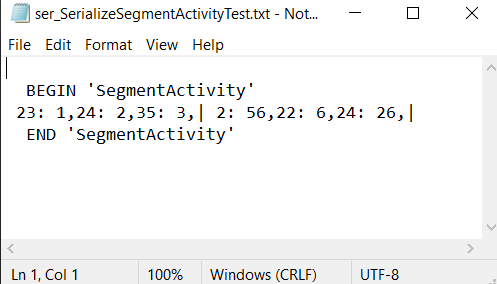 ser_SerializeSegmentActivityTest.txt - Not...
File Edit Format View Help
BEGIN 'SegmentActivity'
23: 1,24: 2,35: 3,| 2: 56,22: 6,24: 26,|
END 'SegmentActivity'
Ln 1, Col 1 100% Windows (CRLF) UTF-8